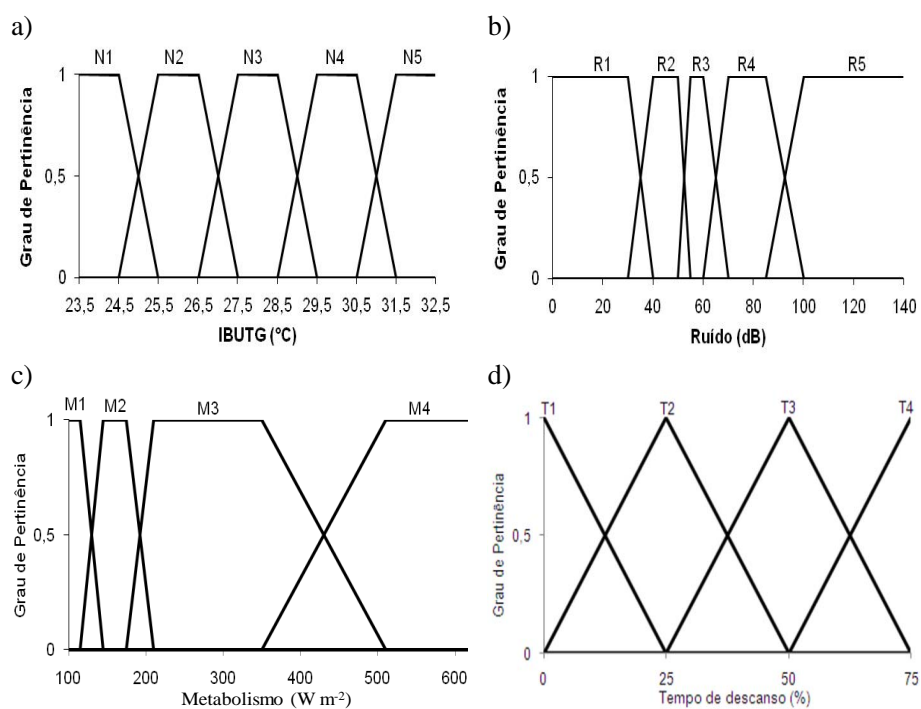 a)
N1 N2 N3 N4 N5
1
0,5
0
Grau de Pertinência
23,5 24,5 25,5 26,5 27,5 28,5 29,5 30,5 31,5 32,5
IBUTG (°C)
b)
R1 R2 R3 R4 R5
1
0,5
0
Grau de Pertinência
0 20 40 60 80 100 120 140
Ruído (dB)
c)
M1 M2 M3 M4
1
0,5
0
Grau de Pertinência
100 200 300 400 500 600
Metabolismo (W m-2)
d)
T1 T2 T3 T4
1
0,5
0
Grau de Pertinência
0 25 50 75
Tempo de descanso (%)